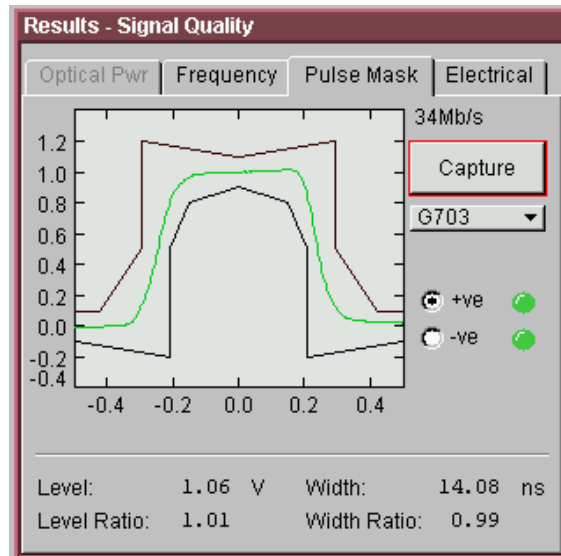 Results - Signal Quality
Optical Pwr Frequency Pulse Mask Electrical
34Mb/s
Capture
G703
+ve
-ve
1.2
1.0
0.8
0.6
0.4
0.2
0.0
-0.2
-0.4
-0.4 -0.2 0.0 0.2 0.4
Level: 1.06 V Width: 14.08 ns
Level Ratio: 1.01 Width Ratio: 0.99